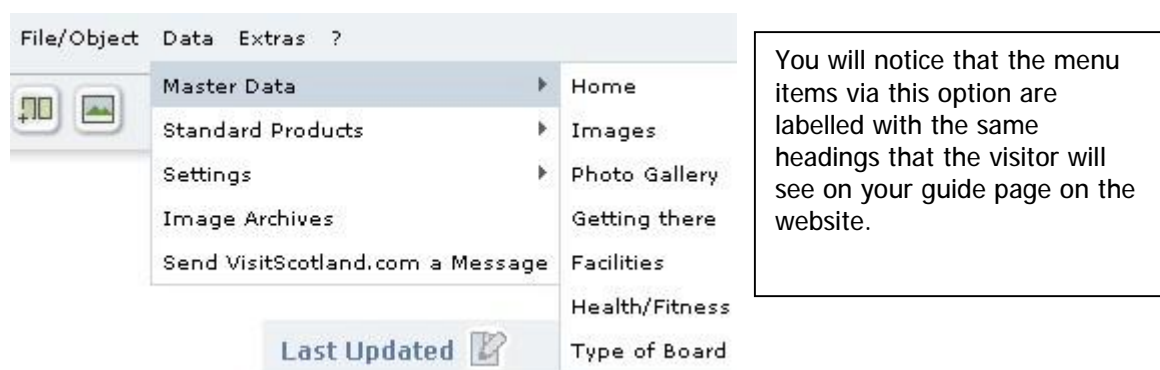 File/Object Data Extras ?
Master Data
Standard Products
Settings
Image Archives
Send VisitScotland.com a Message
Home
Images
Photo Gallery
Getting there
Facilities
Health/Fitness
Type of Board
Last Updated
You will notice that the menu
items via this option are
labelled with the same
headings that the visitor will
see on your guide page on the
website.